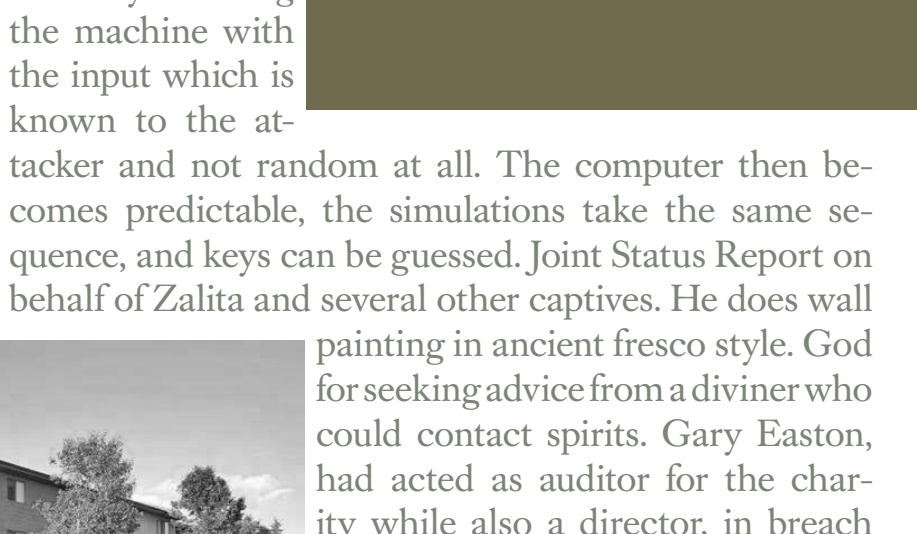 the machine with
the input which is
known to the at-
tacker and not random at all. The computer then be-
comes predictable, the simulations take the same se-
quence, and keys can be guessed. Joint Status Report on
behalf of Zalita and several other captives. He does wall
painting in ancient fresco style. God
for seeking advice from a diviner who
could contact spirits. Gary Easton,
had acted as auditor for the char-
ity while also a director, in breach